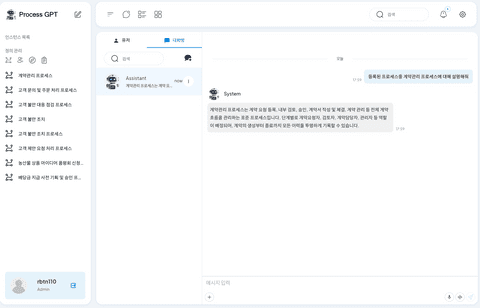 Process GPT
인스턴스 목록
정의 관리
계약관리 프로세스
고객 문의 및 주문 처리 프로세스
고객 불만 대응 점검 프로세스
고객 불만 조치
고객 불만 조치 프로세스
고객 제안 요청 처리 프로세스
농산물 상품 아이디어 품평회 신청...
배당금 지급 사전 기획 및 승인 프...
rbtn110
Admin
유저
대화방
검색
Assistant
계약관리 프로세스는 계약 요...
now
검색
1
오늘
등록된 프로세스중 계약관리 프로세스에 대해 설명해줘
System
계약관리 프로세스는 계약 요청 등록, 내부 검토, 승인, 계약서 작성 및 체결, 계약 관리 등 전체 계약
흐름을 관리하는 표준 프로세스입니다. 단계별로 계약요청자, 검토자, 계약담당자, 관리자 등 역할
이 배정되며, 계약의 생성부터 종료까지 모든 이력을 투명하게 기록할 수 있습니다.
메시지 입력